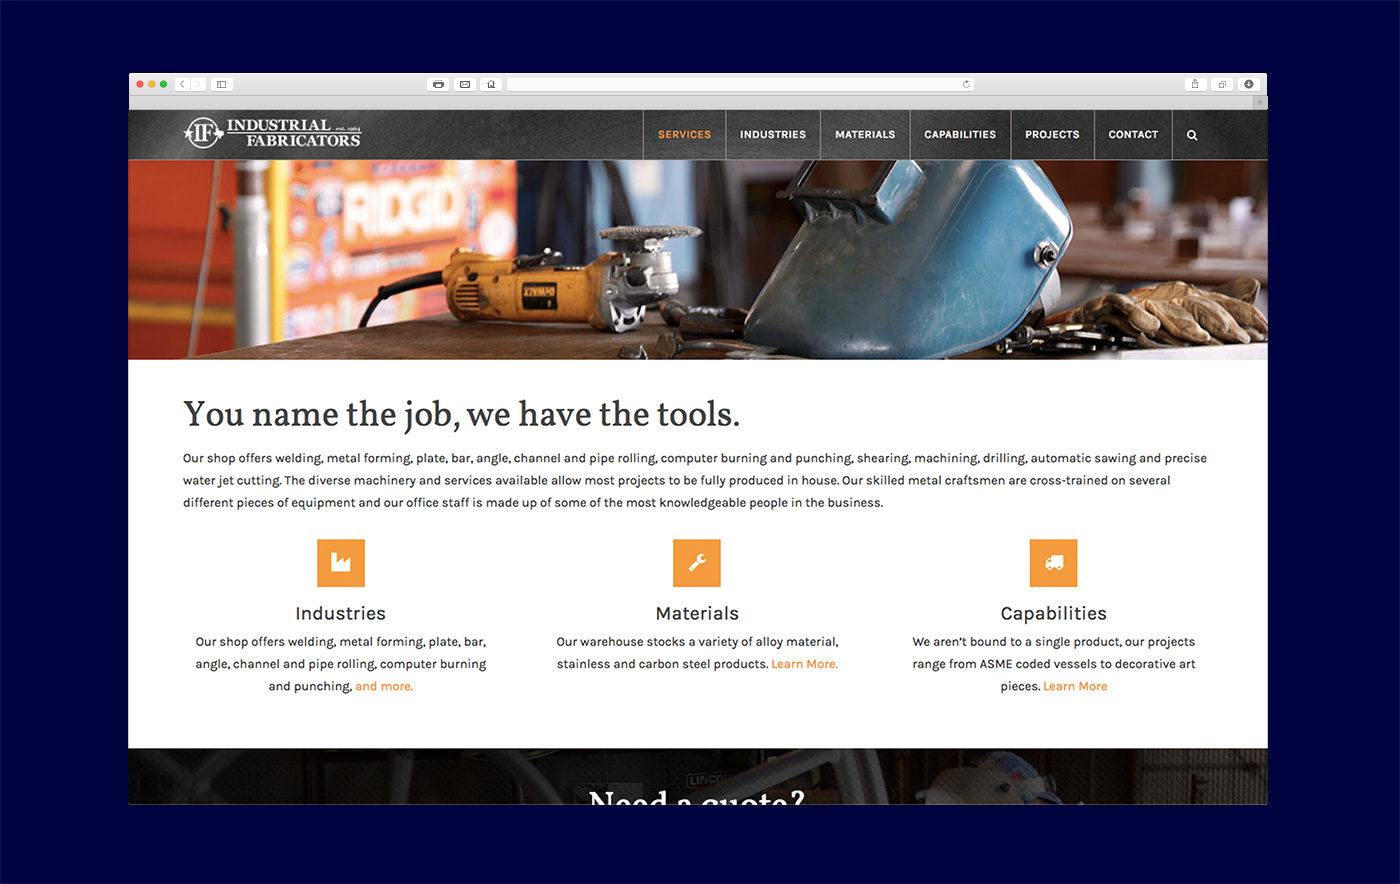 IF INDUSTRIAL est. 1964
FABRICATORS
SERVICES
INDUSTRIES
MATERIALS
CAPABILITIES
PROJECTS
CONTACT
RIDGID
DEWALT
You name the job, we have the tools.
Our shop offers welding, metal forming, plate, bar, angle, channel and pipe rolling, computer burning and punching, shearing, machining, drilling, automatic sawing and precise
water jet cutting. The diverse machinery and services available allow most projects to be fully produced in house. Our skilled metal craftsmen are cross-trained on several
different pieces of equipment and our office staff is made up of some of the most knowledgeable people in the business.
Industries
Our shop offers welding, metal forming, plate, bar,
angle, channel and pipe rolling, computer burning
and punching, and more.
Materials
Our warehouse stocks a variety of alloy material,
stainless and carbon steel products. Learn More.
Capabilities
We aren’t bound to a single product, our projects
range from ASME coded vessels to decorative art
pieces. Learn More
Need a quote?